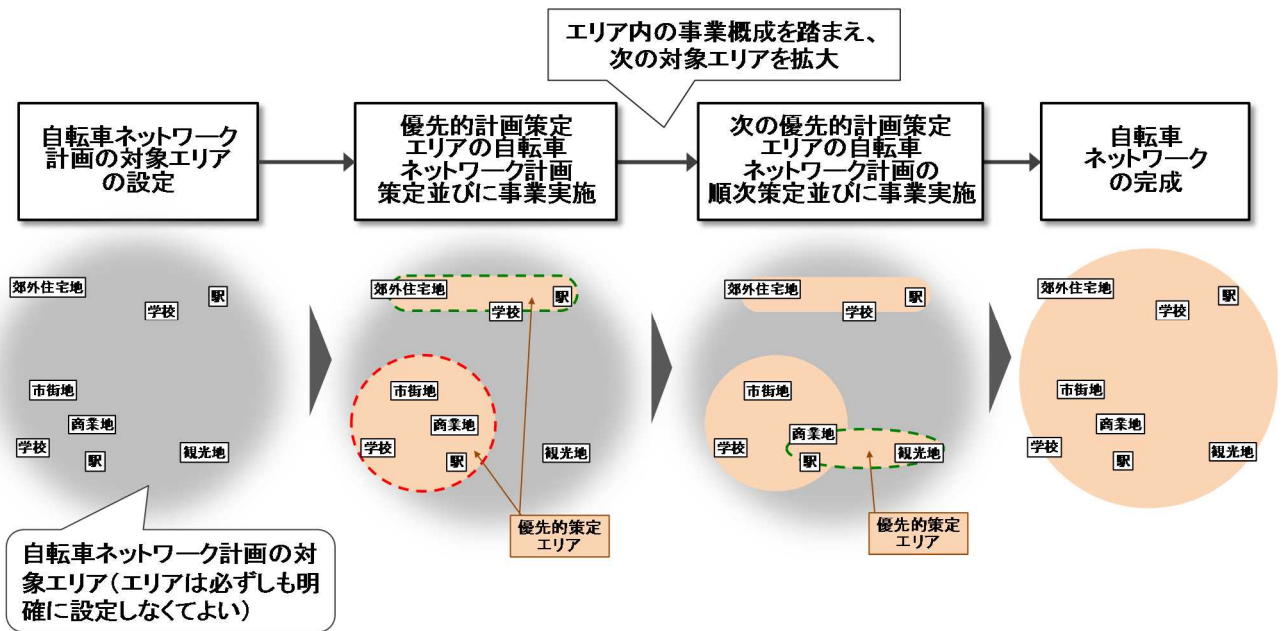 エリア内の事業概成を踏まえ、
次の対象エリアを拡大
自転車ネットワーク
計画の対象エリア
の設定
優先的計画策定
エリアの自転車
ネットワーク計画
策定並びに事業実施
次の優先的計画策定
エリアの自転車
ネットワーク計画の
順次策定並びに事業実施
自転車
ネットワーク
の完成
郊外住宅地
駅
学校
市街地
商業地
学校
駅
観光地
自転車ネットワーク計画の対
象エリア(エリアは必ずしも明
確に設定しなくてよい)
郊外住宅地
駅
学校
市街地
商業地
学校
駅
観光地
優先的策定
エリア
郊外住宅地
駅
学校
市街地
商業地
学校
駅
観光地
優先的策定
エリア
郊外住宅地
駅
学校
市街地
商業地
学校
駅
観光地